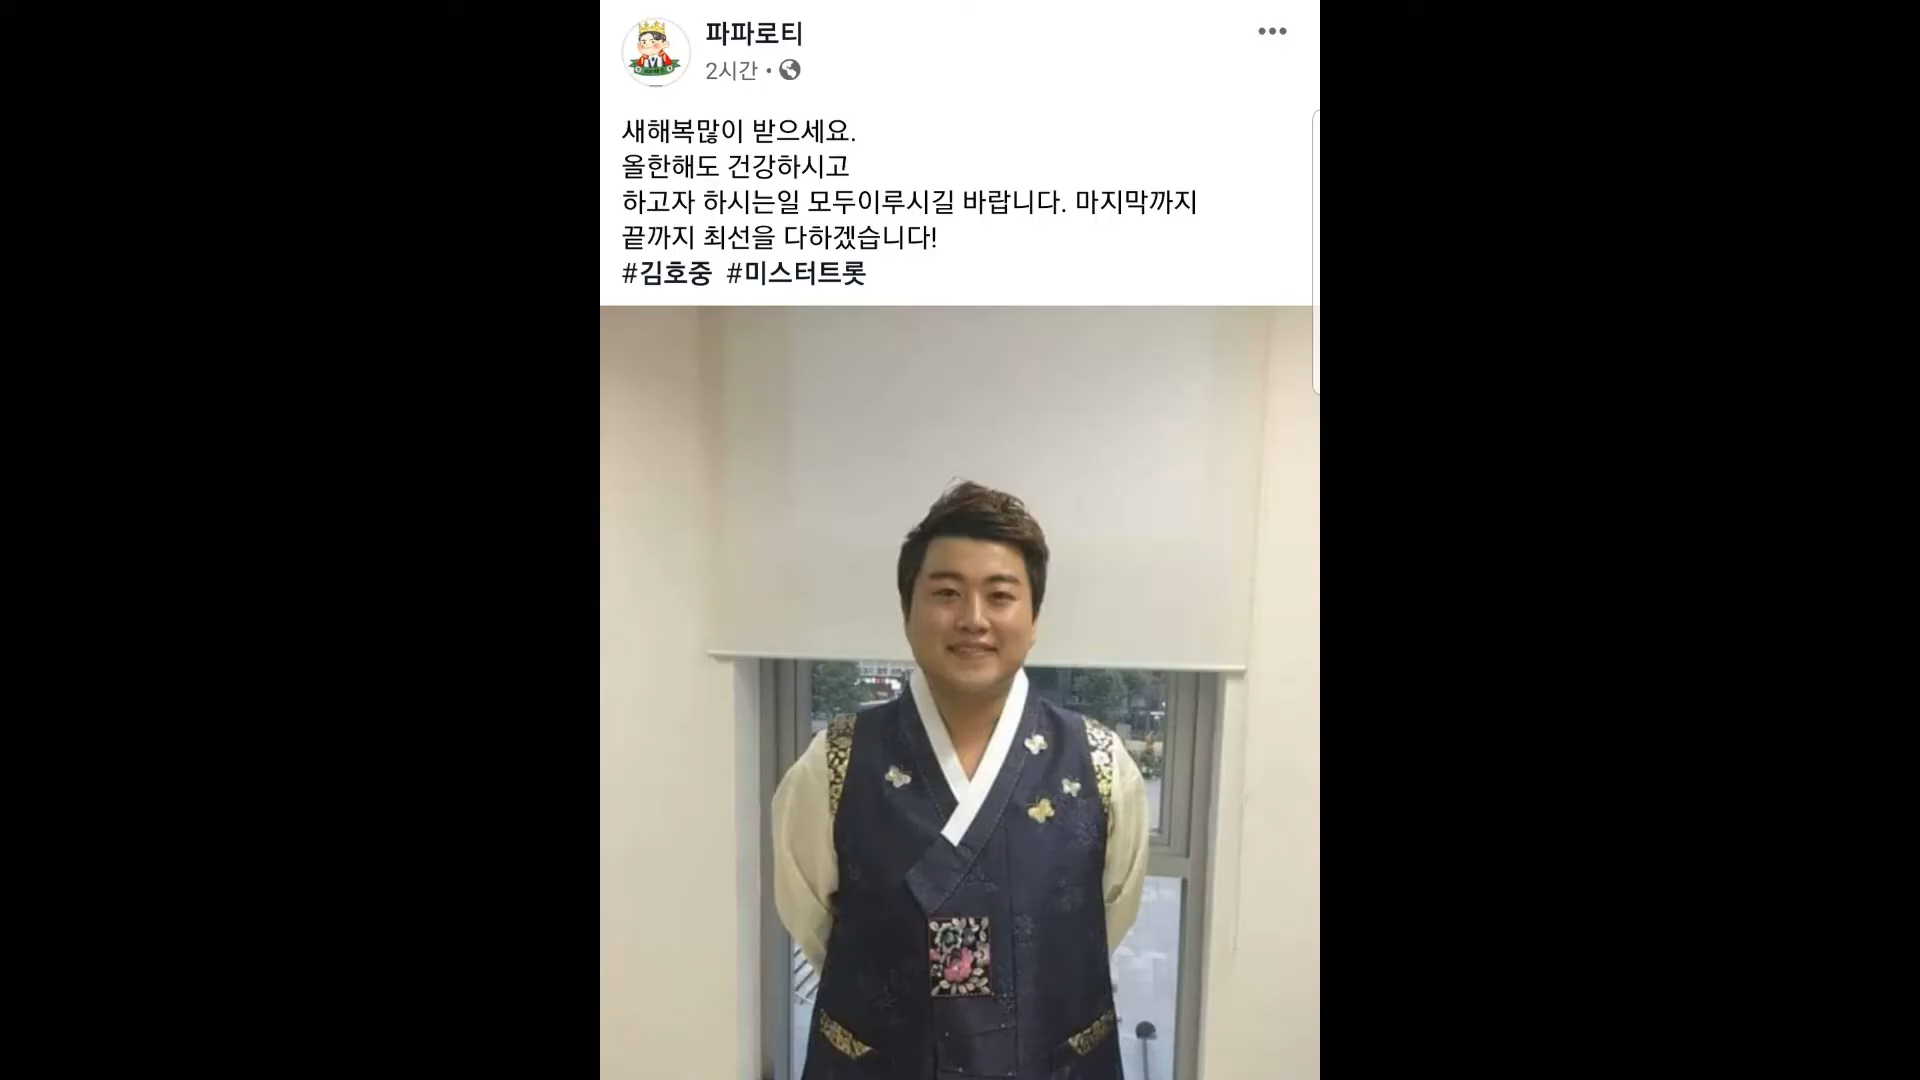 파파로티
2시간 •
새해복많이 받으세요.
올한해도 건강하시고
하고자 하시는일 모두이루시길 바랍니다. 마지막까지
끝까지 최선을 다하겠습니다!
#김호중 #미스터트롯